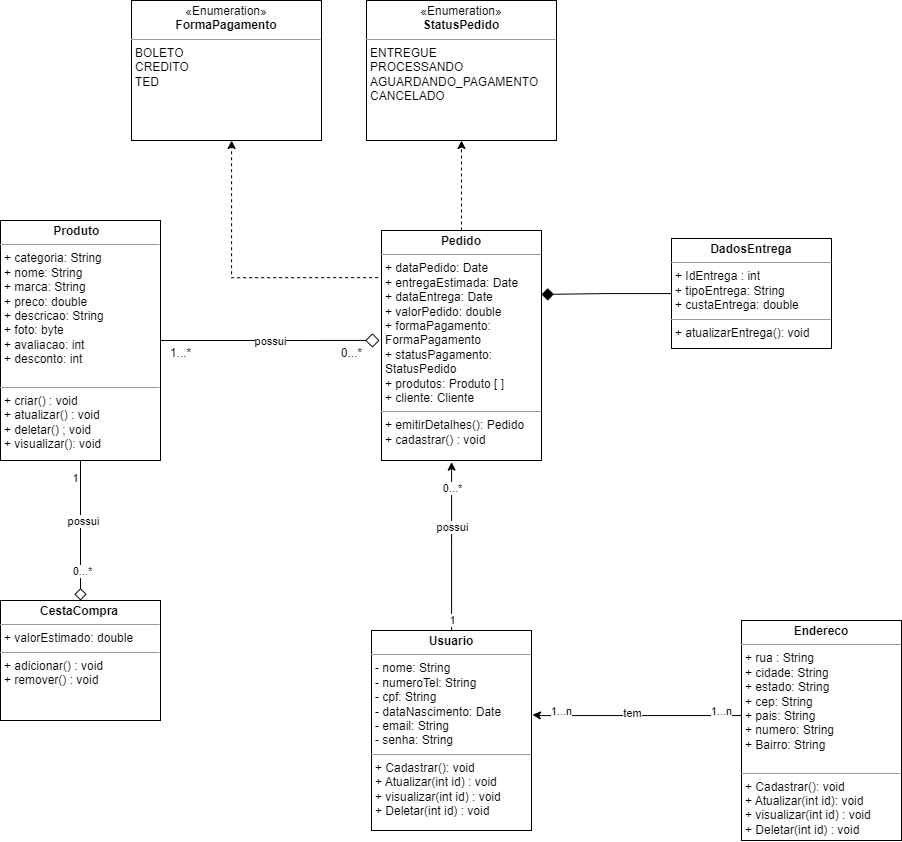 «Enumeration»
FormaPagamento
BOLETO
CREDITO
TED
«Enumeration»
StatusPedido
ENTREGUE
PROCESSANDO
AGUARDANDO_PAGAMENTO
CANCELADO
Produto
+ categoria: String
+ nome: String
+ marca: String
+ preco: double
+ descricao: String
+ foto: byte
+ avaliacao: int
+ desconto: int
+ criar() : void
+ atualizar() : void
+ deletar() ; void
+ visualizar(): void
possui
1...*
0...*
Pedido
+ dataPedido: Date
+ entregaEstimada: Date
+ dataEntrega: Date
+ valorPedido: double
+ formaPagamento:
FormaPagamento
+ statusPagamento:
StatusPedido
+ produtos: Produto [ ]
+ cliente: Cliente
+ emitirDetalhes(): Pedido
+ cadastrar() : void
DadosEntrega
+ IdEntrega : int
+ tipoEntrega: String
+ custaEntrega: double
+ atualizarEntrega(): void
1
possui
0...*
CestaCompra
+ valorEstimado: double
+ adicionar() : void
+ remover() : void
0...*
possui
1
Usuario
- nome: String
- numeroTel: String
- cpf: String
- dataNascimento: Date
- email: String
- senha: String
+ Cadastrar(): void
+ Atualizar(int id) : void
+ visualizar(int id) : void
+ Deletar(int id) : void
1...n
tem
1...n
Endereco
+ rua : String
+ cidade: String
+ estado: String
+ cep: String
+ pais: String
+ numero: String
+ Bairro: String
+ Cadastrar(): void
+ Atualizar(int id): void
+ visualizar(int id) : void
+ Deletar(int id) : void